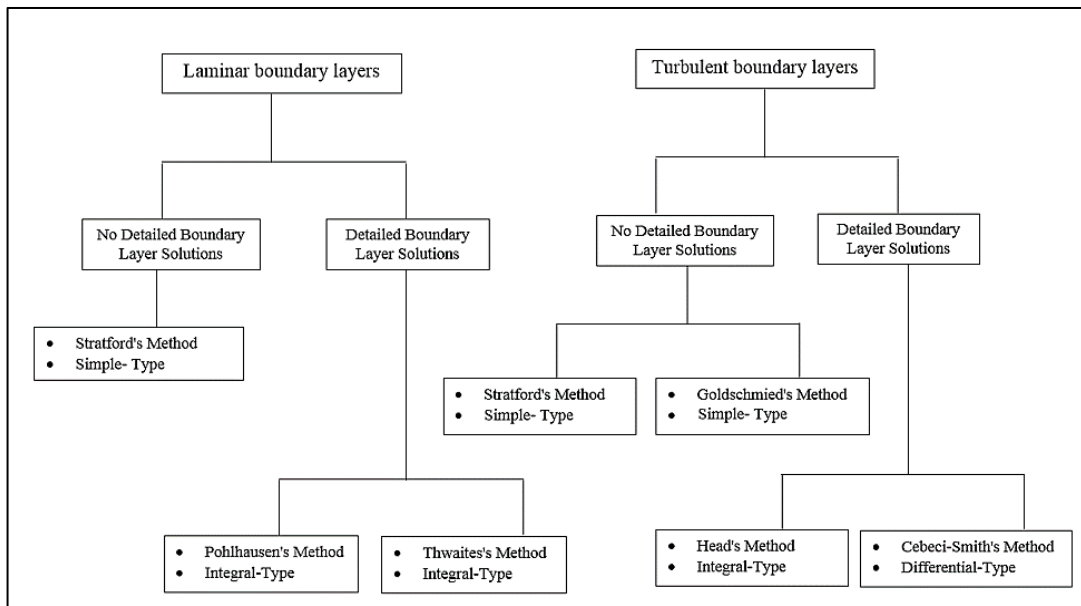 Laminar boundary layers
Turbulent boundary layers
No Detailed Boundary
Layer Solutions
Detailed Boundary
Layer Solutions
No Detailed Boundary
Layer Solutions
Detailed Boundary
Layer Solutions
• Stratford's Method
• Simple- Type
• Stratford's Method
• Simple- Type
• Goldschmied's Method
• Simple- Type
• Pohlhausen's Method
• Integral-Type
• Thwaites's Method
• Integral-Type
• Head's Method
• Integral-Type
• Cebeci-Smith's Method
• Differential-Type